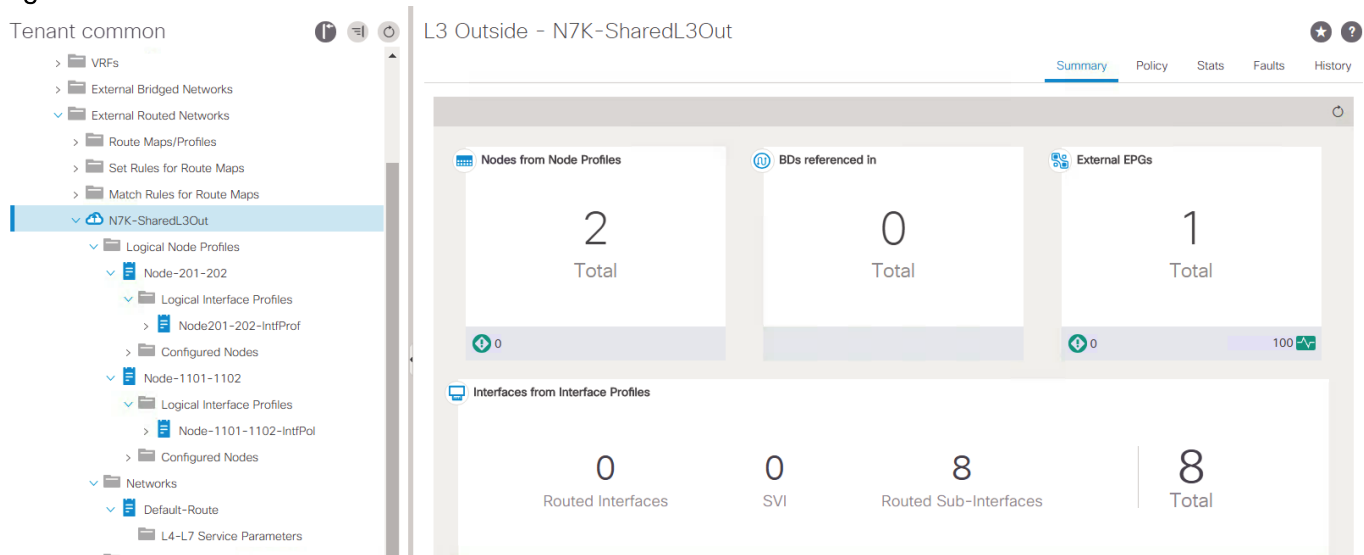 Tenant common
VRFs
External Bridged Networks
External Routed Networks
Route Maps/Profiles
Set Rules for Route Maps
Match Rules for Route Maps
N7K-SharedL3Out
Logical Node Profiles
Node-201-202
Logical Interface Profiles
Node201-202-IntfProf
Configured Nodes
Node-1101-1102
Logical Interface Profiles
Node-1101-1102-IntfPol
Configured Nodes
Networks
Default-Route
L4-L7 Service Parameters
L3 Outside - N7K-SharedL3Out
Summary Policy Stats Faults History
Nodes from Node Profiles
2
Total
0
BDs referenced in
0
Total
External EPGs
1
Total
0 100
Interfaces from Interface Profiles
0 0 8 8
Routed Interfaces SVI Routed Sub-Interfaces Total